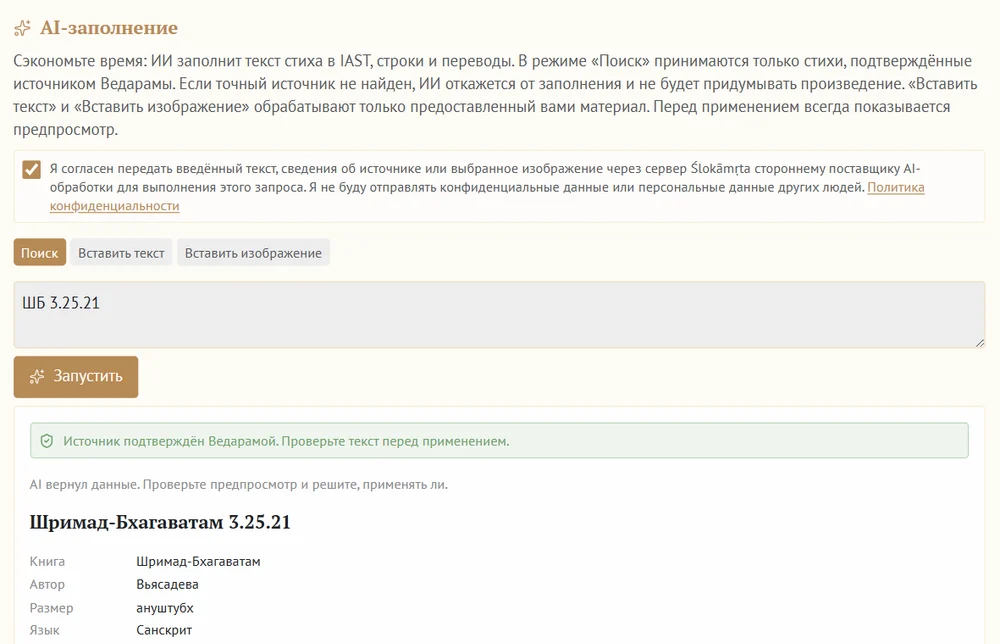 AI-заполнение
Сэкономьте время: ИИ заполнит текст стиха в IAST, строки и переводы. В режиме «Поиск» принимаются только стихи, подтверждённые
источником Ведарамы. Если точный источник не найден, ИИ откажется от заполнения и не будет придумывать произведение. «Вставить
текст» и «Вставить изображение» обрабатывают только предоставленный вами материал. Перед применением всегда показывается
предпросмотр.
Я согласен передать введённый текст, сведения об источнике или выбранное изображение через сервер Ślokāmṛta стороннему поставщику AI-
обработки для выполнения этого запроса. Я не буду отправлять конфиденциальные данные или персональные данные других людей. Политика
конфиденциальности
Поиск Вставить текст Вставить изображение
ШБ 3.25.21
Запустить
Источник подтверждён Ведарамой. Проверьте текст перед применением.
AI вернул данные. Проверьте предпросмотр и решите, применять ли.
Шримад-Бхагаватам 3.25.21
Книга Шримад-Бхагаватам
Автор Вьясадева
Размер ануштубх
Язык Санскрит